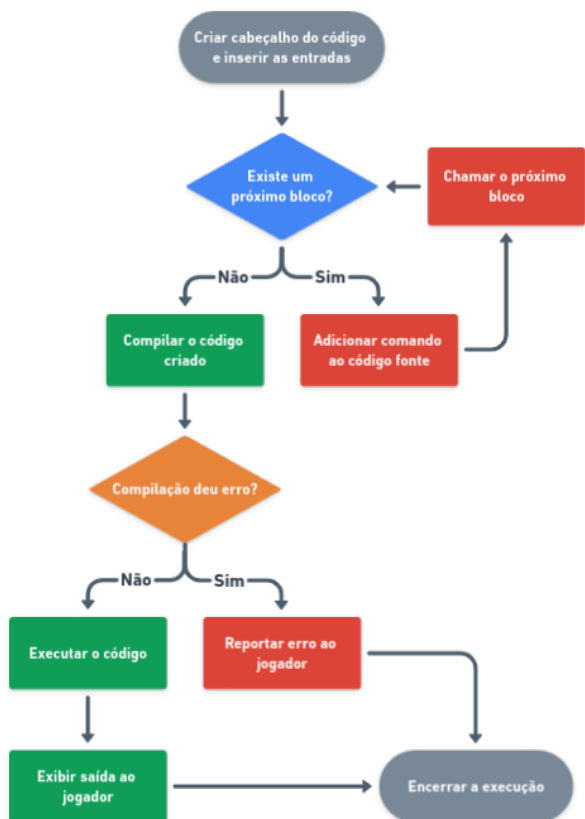 Criar cabeçalho do código
e inserir as entradas
Existe um
próximo bloco?
Chamar o próximo
bloco
Não
Sim
Compilar o código
criado
Adicionar comando
ao código fonte
Compilação deu erro?
Não
Sim
Executar o código
Reportar erro ao
jogador
Exibir saída ao
jogador
Encerrar a execução